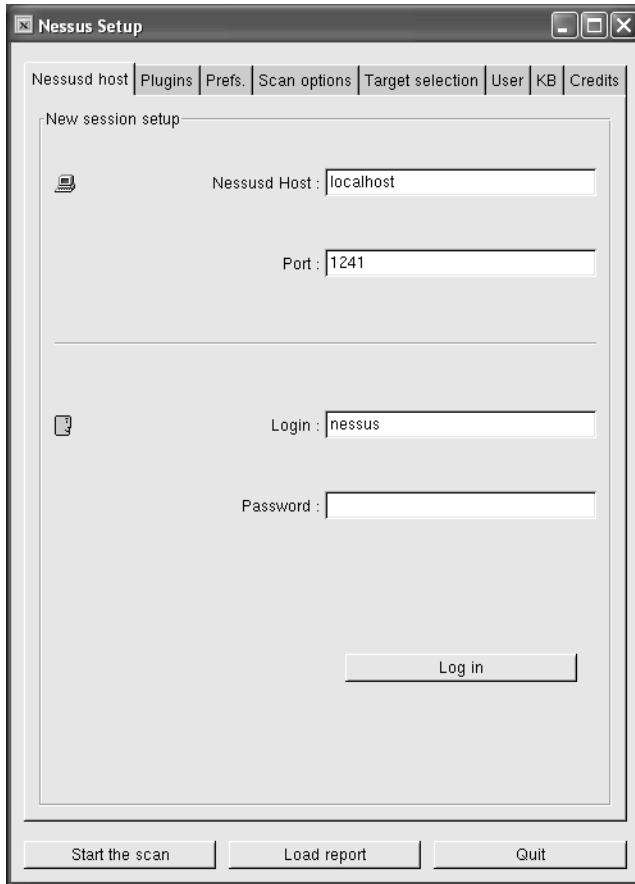 Nessus Setup
Nessusd host Plugins Prefs. Scan options Target selection User KB Credits
New session setup
Nessusd Host : localhost
Port : 1241
Login : nessus
Password :
Log in
Start the scan Load report Quit